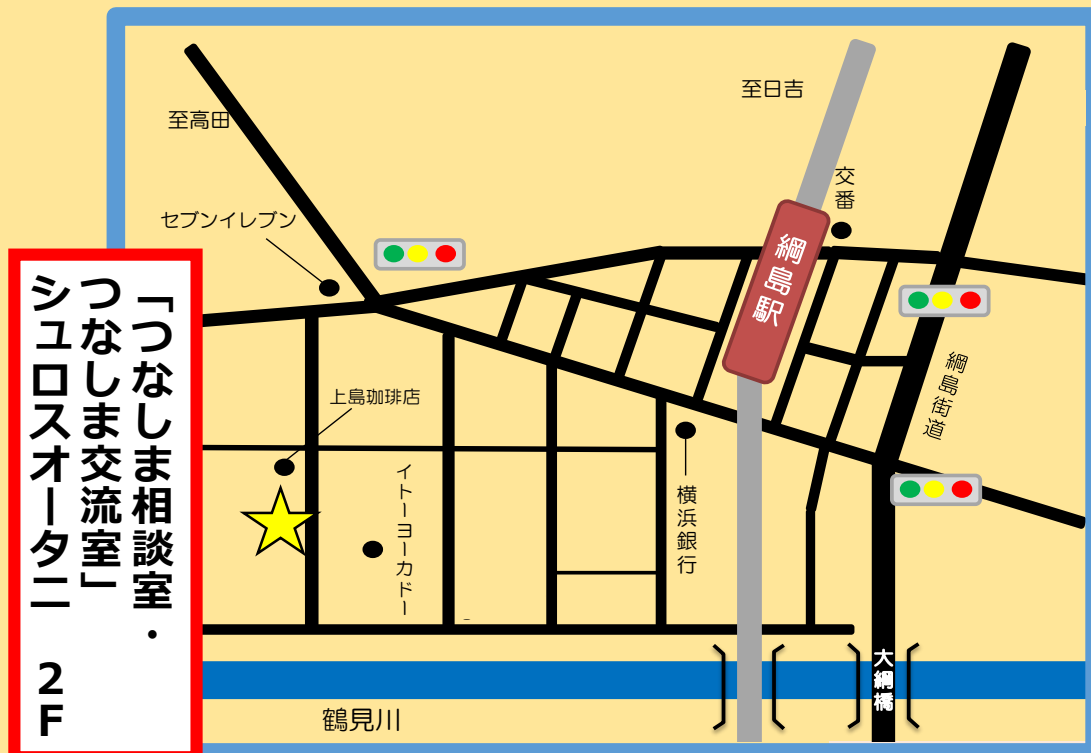 至日吉
至高田
交番
セブンイレブン
綱島駅
「つなしま相談室・
つなしま交流室」
シュロスオータニ　2F
綱島街道
上島珈琲店
イトーヨーカドー
横浜銀行
大綱橋
鶴見川